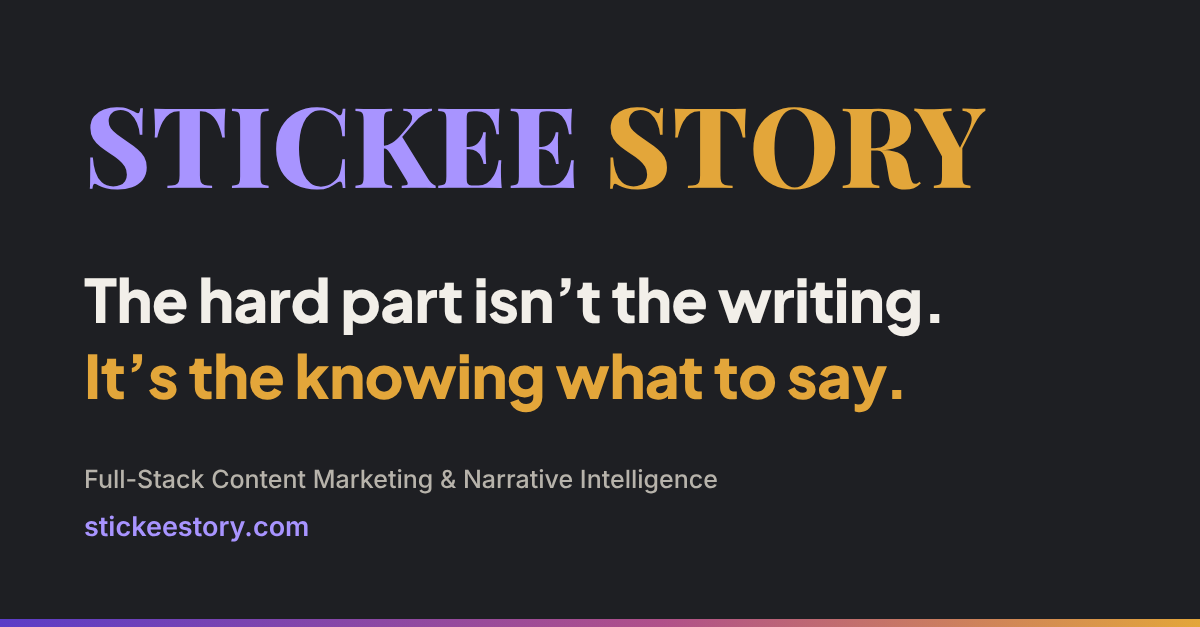 STICKEE STORY
The hard part isn’t the writing.
It’s the knowing what to say.
Full-Stack Content Marketing & Narrative Intelligence
stickeestory.com